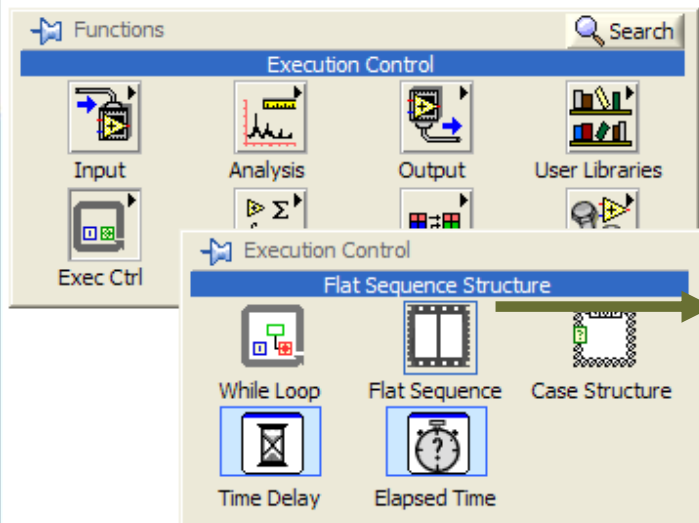 Functions
Search
Execution Control
Input Analysis Output User Libraries
Exec Ctrl
Execution Control
Flat Sequence Structure
While Loop Flat Sequence Case Structure
Time Delay Elapsed Time